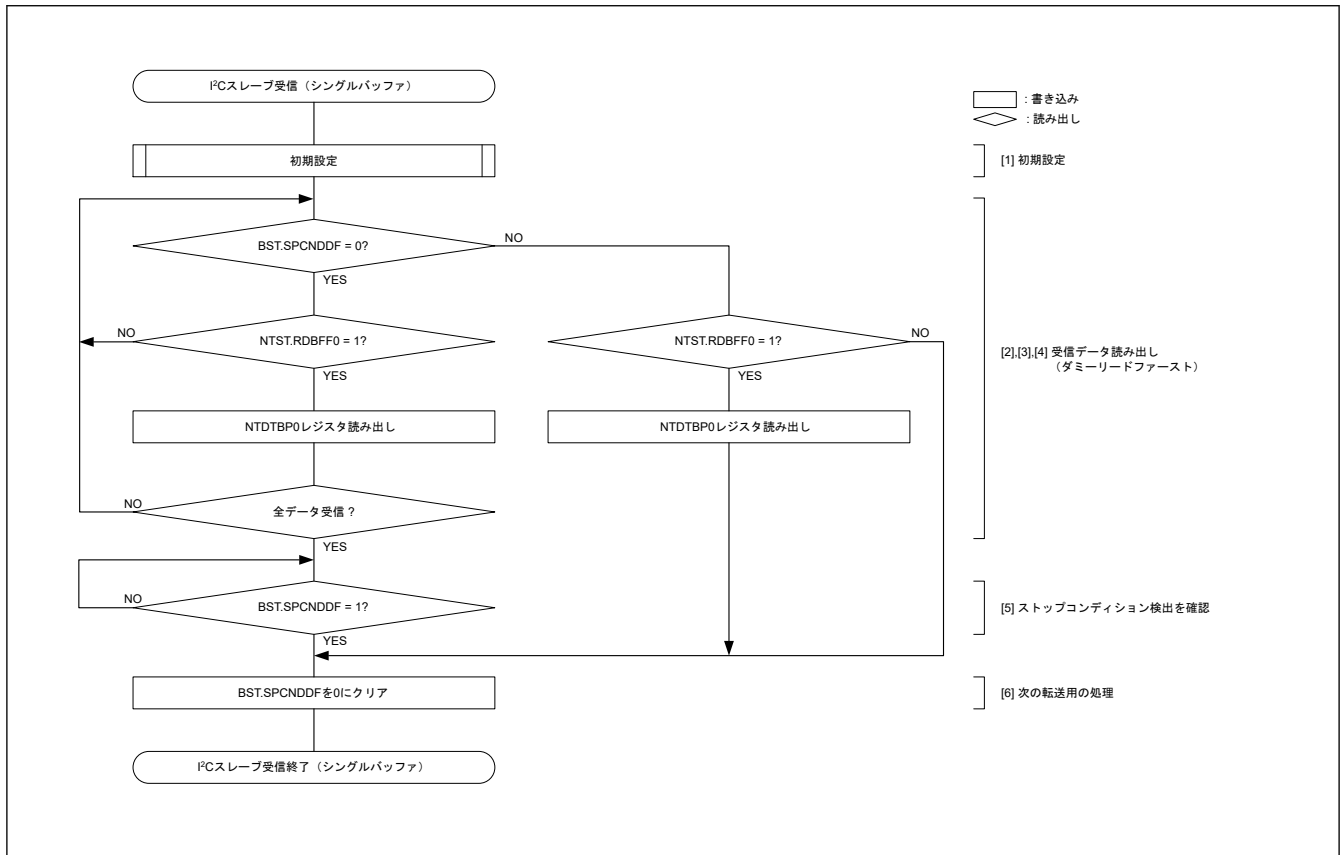 I²Cスレーブ受信（シングルバッファ）
: 書き込み
: 読み出し
初期設定
[1] 初期設定
BST.SPCNDDF = 0?
NO
YES
NO
NTST.RDBFF0 = 1?
YES
NTST.RDBFF0 = 1?
NO
YES
[2],[3],[4] 受信データ読み出し
（ダミーリードファースト）
NTDTBP0レジスタ読み出し
NTDTBP0レジスタ読み出し
NO
全データ受信 ?
YES
NO
BST.SPCNDDF = 1?
YES
[5] ストップコンディション検出を確認
BST.SPCNDDFを0にクリア
[6] 次の転送用の処理
I²Cスレーブ受信終了（シングルバッファ）